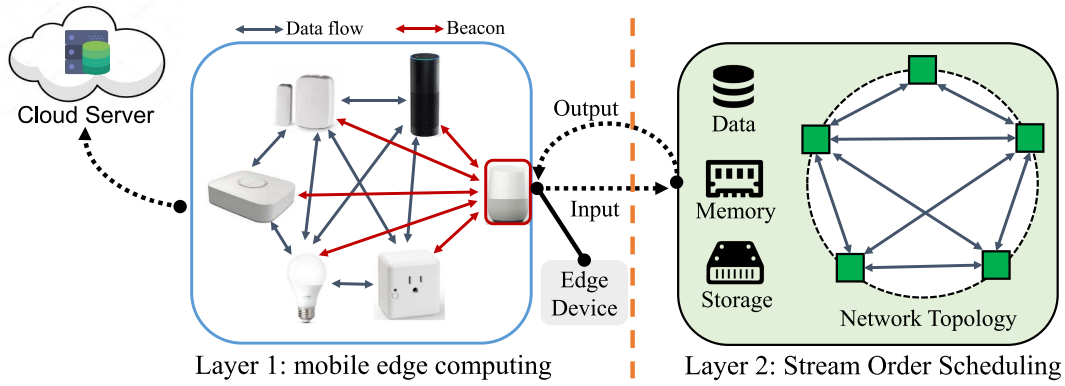 Data flow
Beacon
Cloud Server
Output
Input
Edge
Device
Data
Memory
Storage
Network Topology
Layer 1: mobile edge computing
Layer 2: Stream Order Scheduling